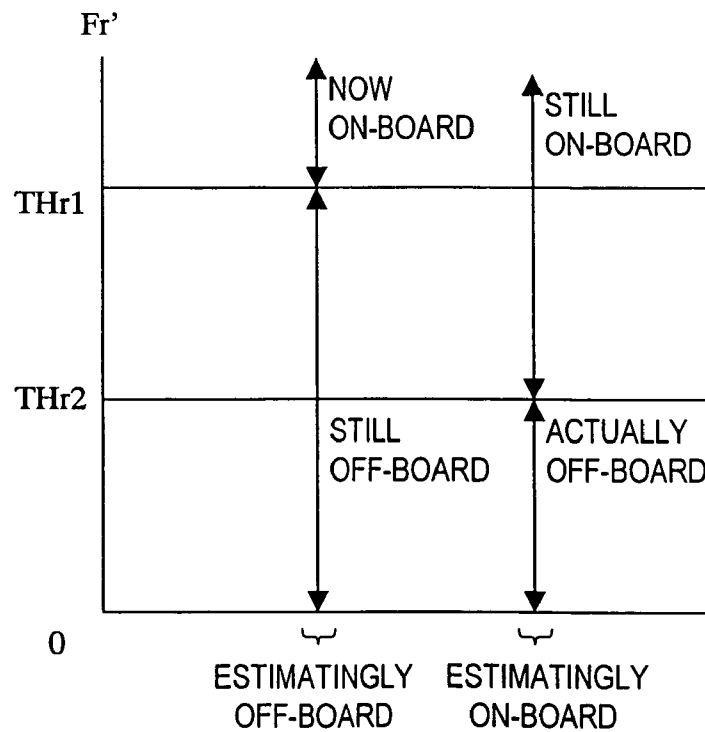 Fr'
NOW
ON-BOARD
STILL
ON-BOARD
THr1
THr2
STILL
OFF-BOARD
ACTUALLY
OFF-BOARD
0
ESTIMATINGLY
OFF-BOARD
ESTIMATINGLY
ON-BOARD